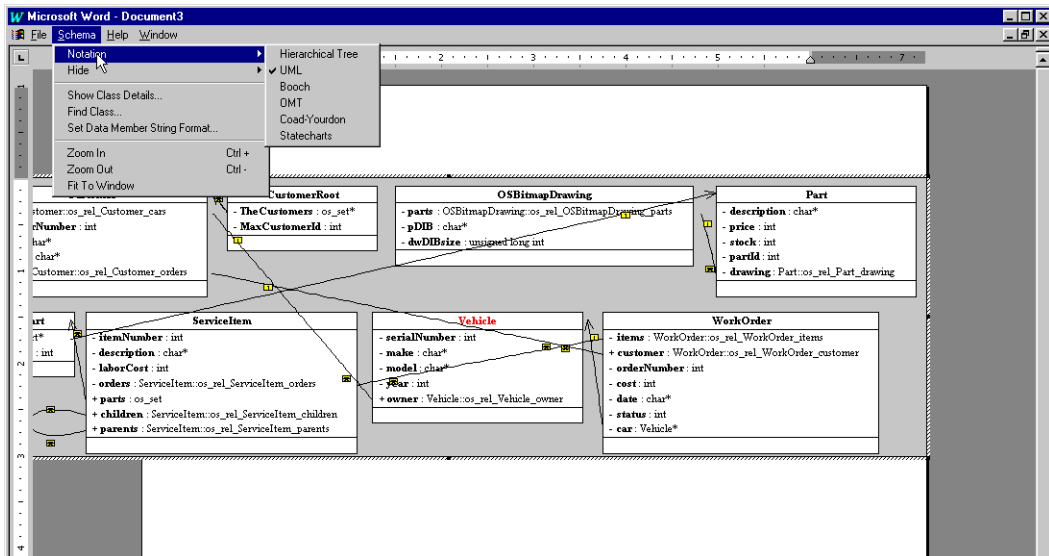 Microsoft Word - Document3
File Schema Help Window
Notation
Hide
Show Class Details...
Find Class...
Set Data Member String Format...
Zoom In Ctrl +
Zoom Out Ctrl -
Fit To Window
Hierarchical Tree
UML
Booch
OMT
Coad-Yourdon
Statecharts
1 2 3 4 5 7
CustomerRoot
- TheCustomers : os_set*
- MaxCustomerId : int
OSBitmapDrawing
- parts : OSBitmapDrawing::os_rel_OSBitmapDrawing_parts
- pDIB : char*
- dwDIBsize : unsigned long int
Part
- description : char*
- price : int
- stock : int
- partId : int
- drawing : Part::os_rel_Part_drawing
stomer::os_rel_Customer_cars
rNumber : int
har*
char*
Customer::os_rel_Customer_orders
art
t*
: int
ServiceItem
- itemNumber : int
- description : char*
- laborCost : int
- orders : ServiceItem::os_rel_ServiceItem_orders
+ parts : os_set
+ children : ServiceItem::os_rel_ServiceItem_children
+ parents : ServiceItem::os_rel_ServiceItem_parents
Vehicle
- serialNumber : int
- make : char*
- model : char*
- year : int
+ owner : Vehicle::os_rel_Vehicle_owner
WorkOrder
- items : WorkOrder::os_rel_WorkOrder_items
+ customer : WorkOrder::os_rel_WorkOrder_customer
- orderNumber : int
- cost : int
- date : char*
- status : int
- car : Vehicle*